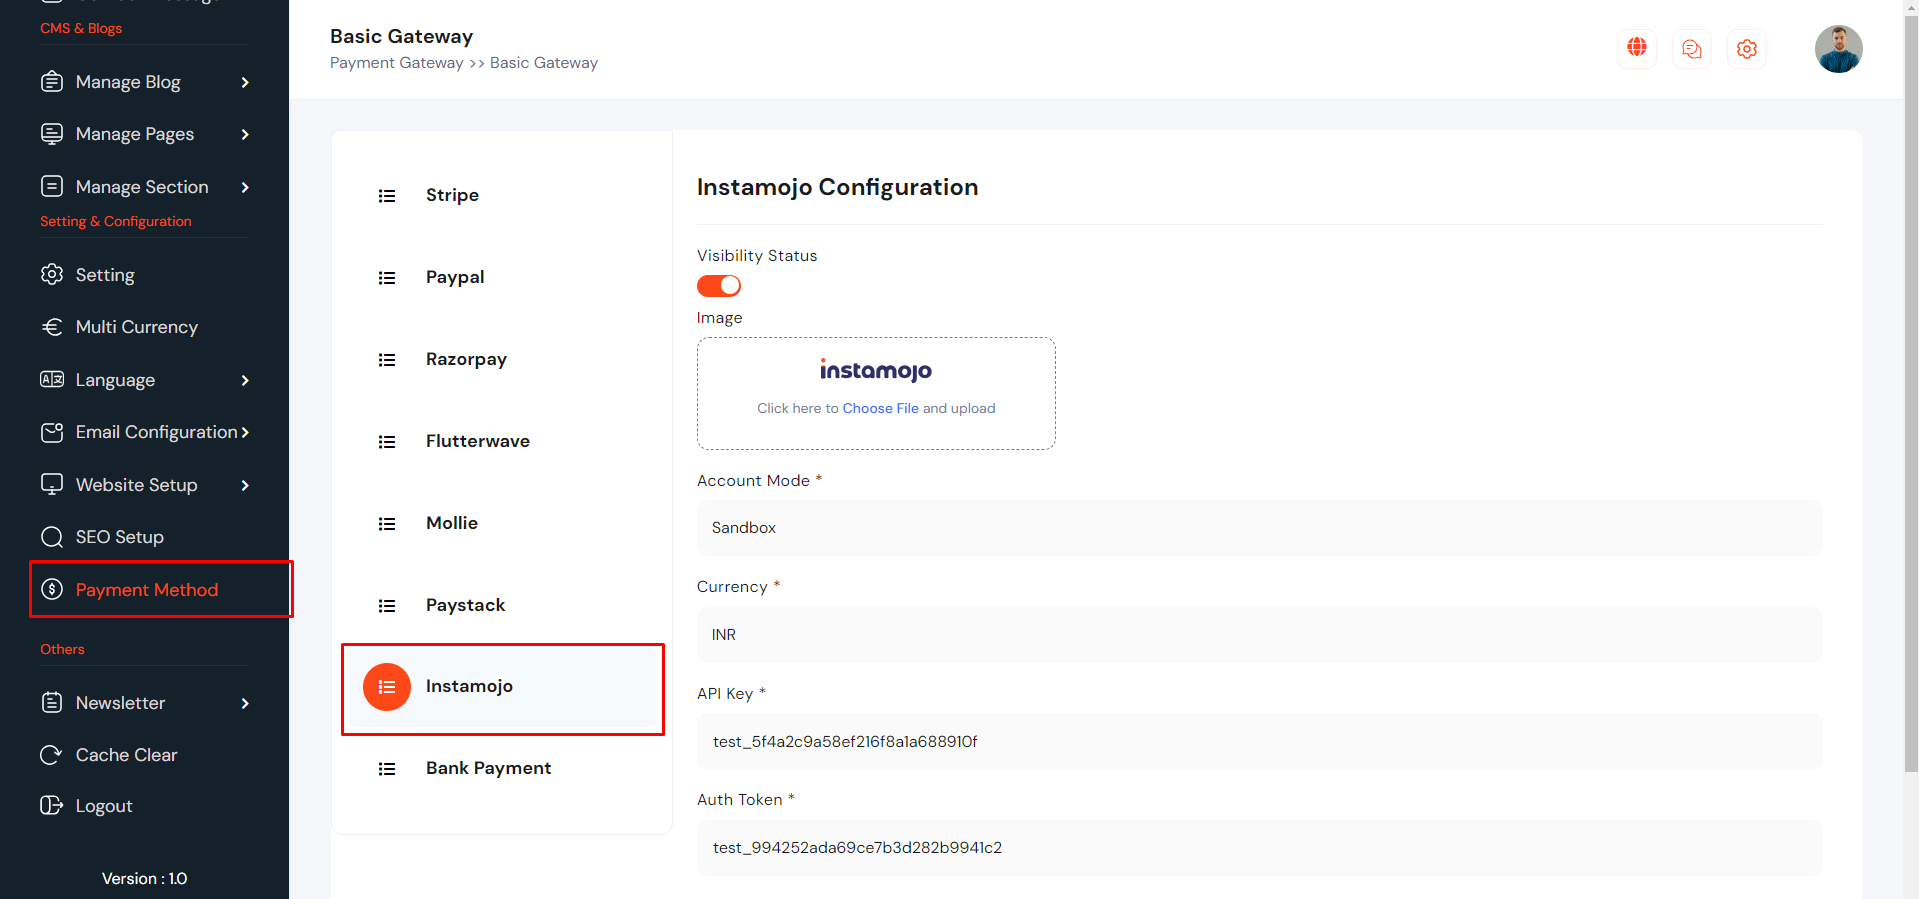 CMS & Blogs
Manage Blog
Manage Pages
Manage Section
Setting & Configuration
Setting
Multi Currency
Language
Email Configuration
Website Setup
SEO Setup
Payment Method
Others
Newsletter
Cache Clear
Logout
Version : 1.0
Basic Gateway
Payment Gateway >> Basic Gateway
Stripe
Paypal
Razorpay
Flutterwave
Mollie
Paystack
Instamojo
Bank Payment
Instamojo Configuration
Visibility Status
Image
instamojo
Click here to Choose File and upload
Account Mode *
Sandbox
Currency *
INR
API Key *
test_5f4a2c9a58ef216f8a1a688910f
Auth Token *
test_994252ada69ce7b3d282b9941c2